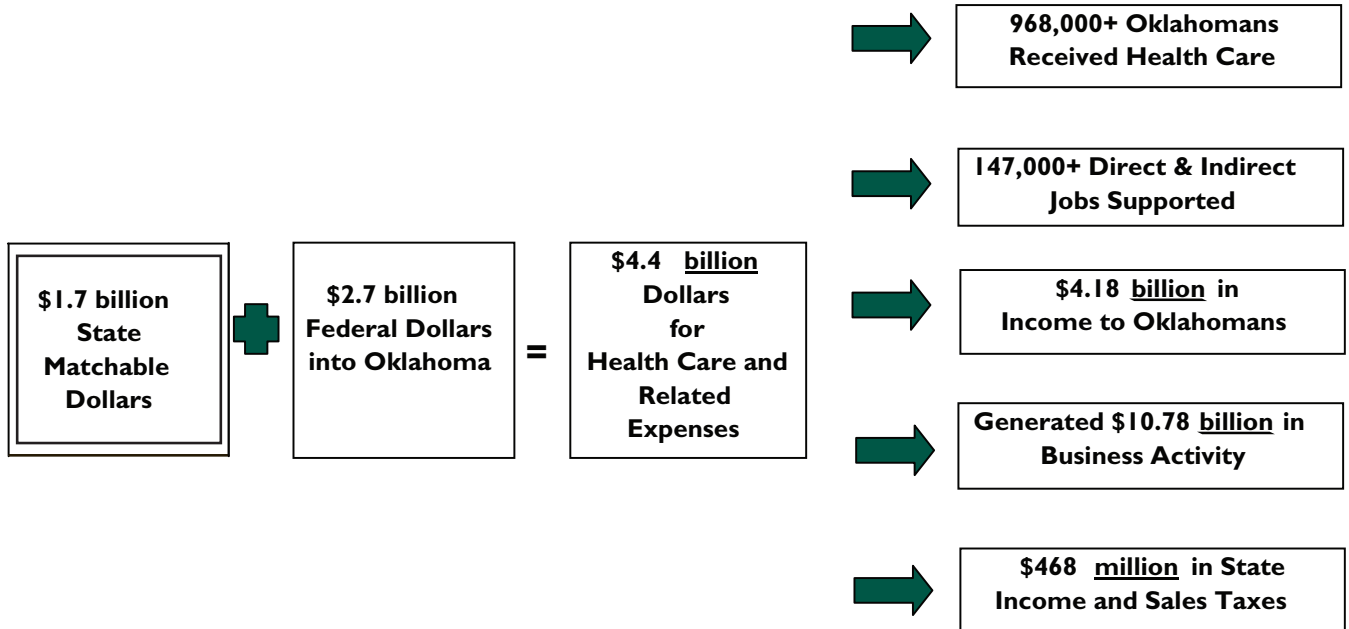 $1.7 billion
State
Matchable
Dollars
$2.7 billion
Federal Dollars
into Oklahoma
=
$4.4 billion
Dollars
for
Health Care and
Related
Expenses
968,000+ Oklahomans
Received Health Care
147,000+ Direct & Indirect
Jobs Supported
$4.18 billion in
Income to Oklahomans
Generated $10.78 billion in
Business Activity
$468 million in State
Income and Sales Taxes